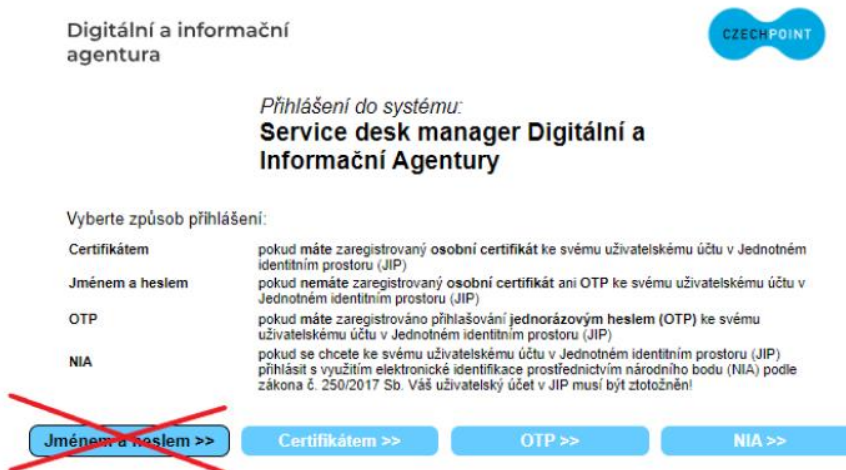 Digitální a informační
agentura
CZECHPOINT
Přihlášení do systému:
Service desk manager Digitální a
Informační Agentury
Vyberte způsob přihlášení:
Certifikátem
pokud máte zaregistrovaný osobní certifikát ke svému uživatelskému účtu v Jednotném
identitním prostoru (JIP)
Jménem a heslem
pokud nemáte zaregistrovaný osobní certifikát ani OTP ke svému uživatelskému účtu v
Jednotném identitním prostoru (JIP)
OTP
pokud máte zaregistrováno přihlašování jednorázovým heslem (OTP) ke svému
uživatelskému účtu v Jednotném identitním prostoru (JIP)
NIA
pokud se chcete ke svému uživatelskému účtu v Jednotném identitním prostoru (JIP)
přihlásit s využitím elektronické identifikace prostřednictvím národního bodu (NIA) podle
zákona č. 250/2017 Sb. Váš uživatelský účet v JIP musí být ztotožněn!
Jménem a heslem >>
Certifikátem >>
OTP >>
NIA >>